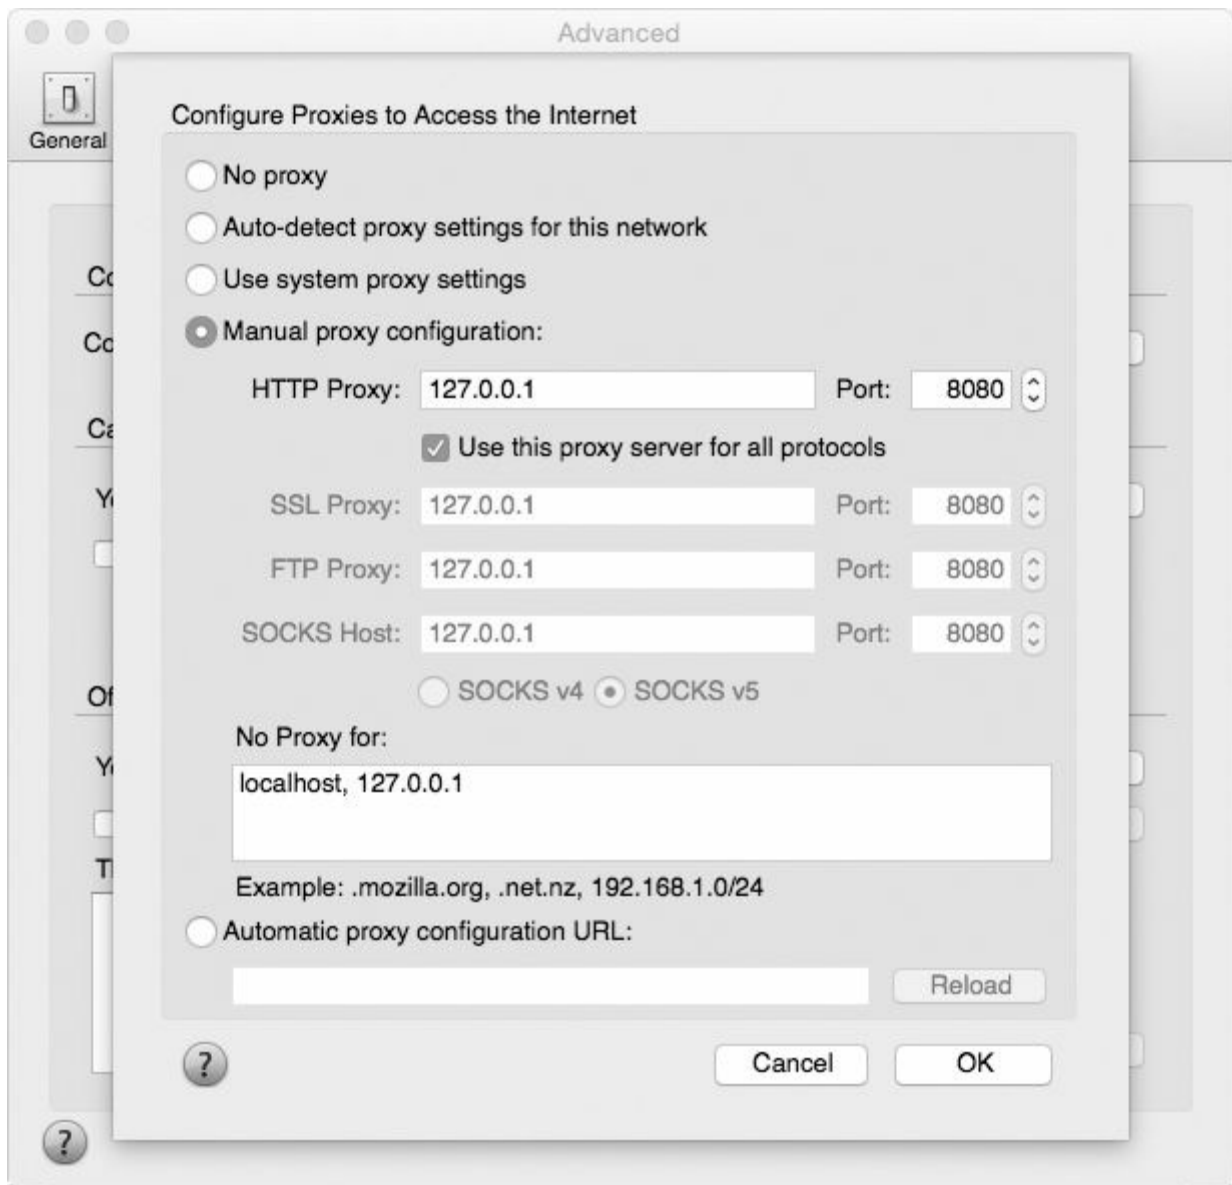 Advanced
General
Configure Proxies to Access the Internet
No proxy
Auto-detect proxy settings for this network
Use system proxy settings
Manual proxy configuration:
HTTP Proxy: 127.0.0.1 Port: 8080
Use this proxy server for all protocols
SSL Proxy: 127.0.0.1 Port: 8080
FTP Proxy: 127.0.0.1 Port: 8080
SOCKS Host: 127.0.0.1 Port: 8080
SOCKS v4 SOCKS v5
No Proxy for:
localhost, 127.0.0.1
Example: .mozilla.org, .net.nz, 192.168.1.0/24
Automatic proxy configuration URL:
Reload
? Cancel OK
?